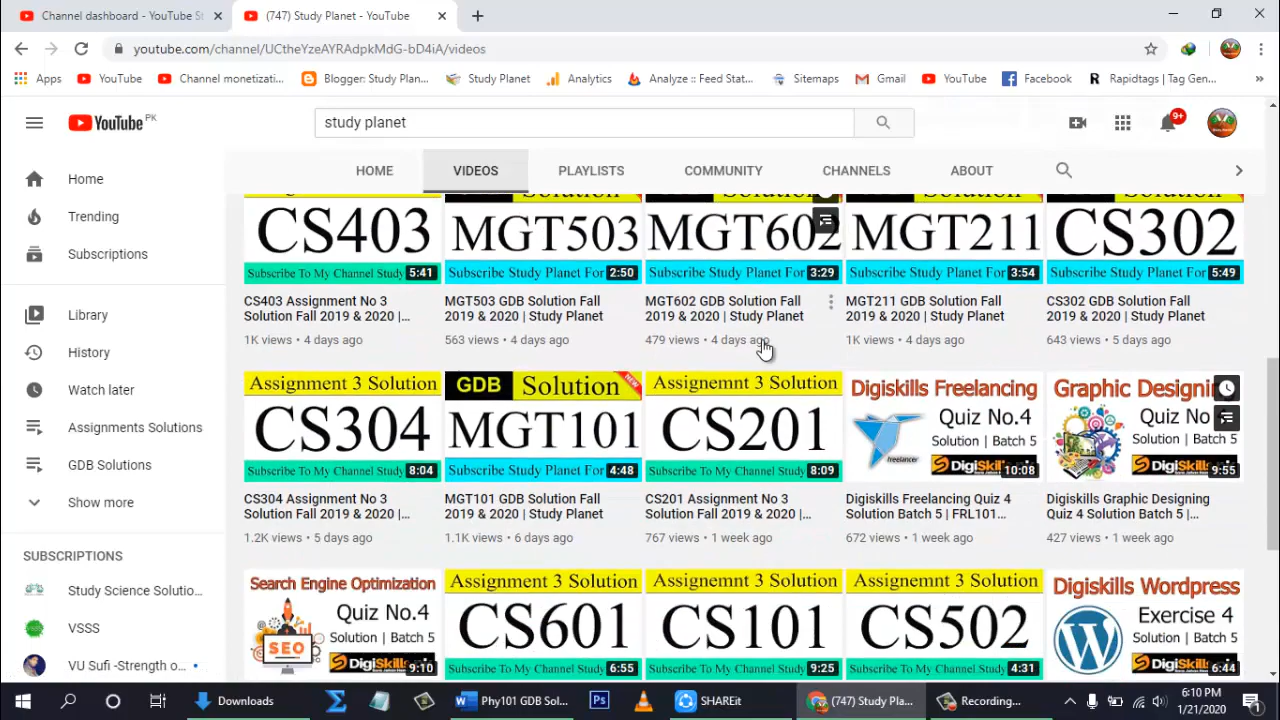 Channel dashboard - YouTube St
(747) Study Planet - YouTube
youtube.com/channel/UCtheYzeAYRAdpkMdG-bD4iA/videos
Apps YouTube Channel monetizati... Blogger: Study Plan... Study Planet Analytics Analyze :: Feed Stat... Sitemaps Gmail YouTube Facebook Rapidtags | Tag Gen... »
YouTube PK
study planet
9+
HOME VIDEOS PLAYLISTS COMMUNITY CHANNELS ABOUT
Home
Trending
Subscriptions
Library
History
Watch later
Assignments Solutions
GDB Solutions
Show more
SUBSCRIPTIONS
Study Science Solutio...
VSSS
VU Sufi -Strength o...
CS403 MGT503 MGT602 MGT211 CS302
Subscribe To My Channel Study 5:41 Subscribe Study Planet For 2:50 Subscribe Study Planet For 3:29 Subscribe Study Planet For 3:54 Subscribe Study Planet For 5:49
CS403 Assignment No 3
Solution Fall 2019 & 2020 |...
1K views • 4 days ago
MGT503 GDB Solution Fall
2019 & 2020 | Study Planet
563 views • 4 days ago
MGT602 GDB Solution Fall
2019 & 2020 | Study Planet
479 views • 4 days ago
MGT211 GDB Solution Fall
2019 & 2020 | Study Planet
1K views • 4 days ago
CS302 GDB Solution Fall
2019 & 2020 | Study Planet
643 views • 5 days ago
Assignment 3 Solution
CS304
Subscribe To My Channel Study 8:04
CS304 Assignment No 3
Solution Fall 2019 & 2020 |...
1.2K views • 5 days ago
GDB Solution NEW
MGT101
Subscribe Study Planet For 4:48
MGT101 GDB Solution Fall
2019 & 2020 | Study Planet
1.1K views • 6 days ago
Assignemnt 3 Solution
CS201
Subscribe To My Channel Study 8:09
CS201 Assignment No 3
Solution Fall 2019 & 2020 |...
767 views • 1 week ago
Digiskills Freelancing
Quiz No.4
Solution | Batch 5
freelancer
DigiSkills 10:08
Digiskills Freelancing Quiz 4
Solution Batch 5 | FRL101...
672 views • 1 week ago
Graphic Designing
Quiz No
Solution | Batch 5
DigiSkills 9:55
Digiskills Graphic Designing
Quiz 4 Solution Batch 5 |...
427 views • 1 week ago
Search Engine Optimization
Quiz No.4
Solution | Batch 5
SEO
DigiSkills 9:10
Assignment 3 Solution
CS601
Subscribe To My Channel Study 6:55
Assignemnt 3 Solution
CS101
Subscribe To My Channel Study 9:25
Assignemnt 3 Solution
CS502
Subscribe To My Channel Study 4:31
Digiskills Wordpress
Exercise 4
Solution | Batch 5
DigiSkills 6:44
Downloads
Phy101 GDB Sol...
Ps
SHAREit
(747) Study Pla...
Recording...
6:10 PM
1/21/2020